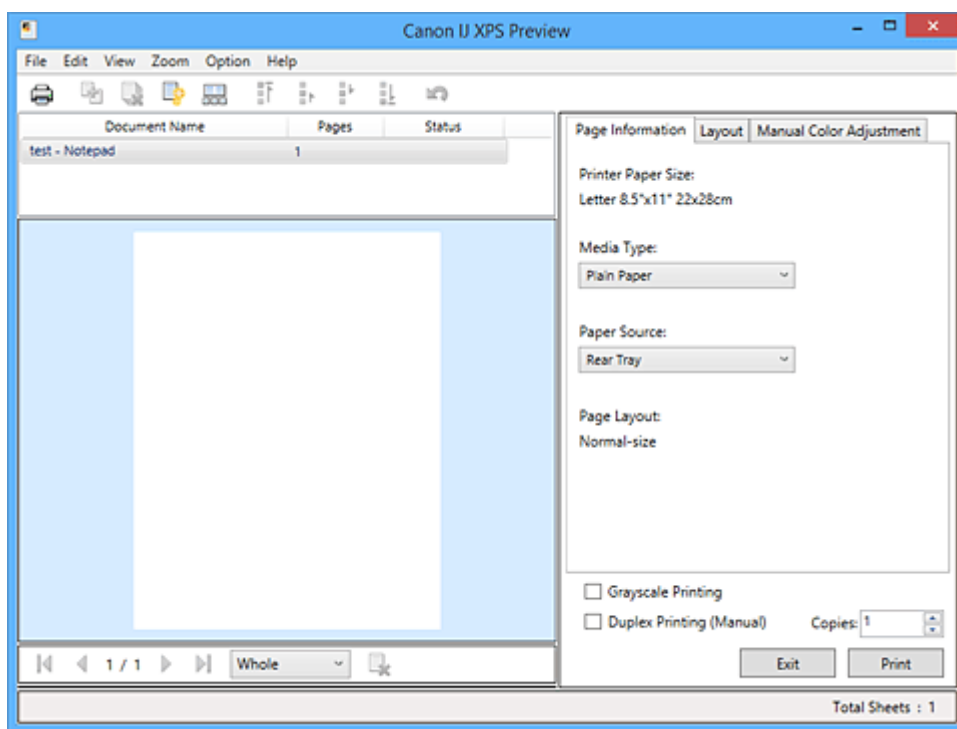 Canon IJ XPS Preview
File Edit View Zoom Option Help
Document Name Pages Status
test - Notepad 1
Page Information Layout Manual Color Adjustment
Printer Paper Size:
Letter 8.5"x11" 22x28cm
Media Type:
Plain Paper
Paper Source:
Rear Tray
Page Layout:
Normal-size
Grayscale Printing
Duplex Printing (Manual) Copies: 1
1 / 1 Whole
Exit Print
Total Sheets : 1